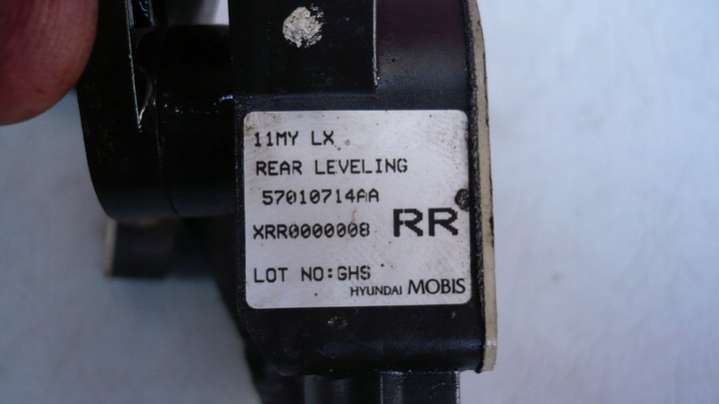 11MY LX
REAR LEVELING
57010714AA
XRR0000008 RR
LOT NO:GHS
HYUNDAI MOBIS